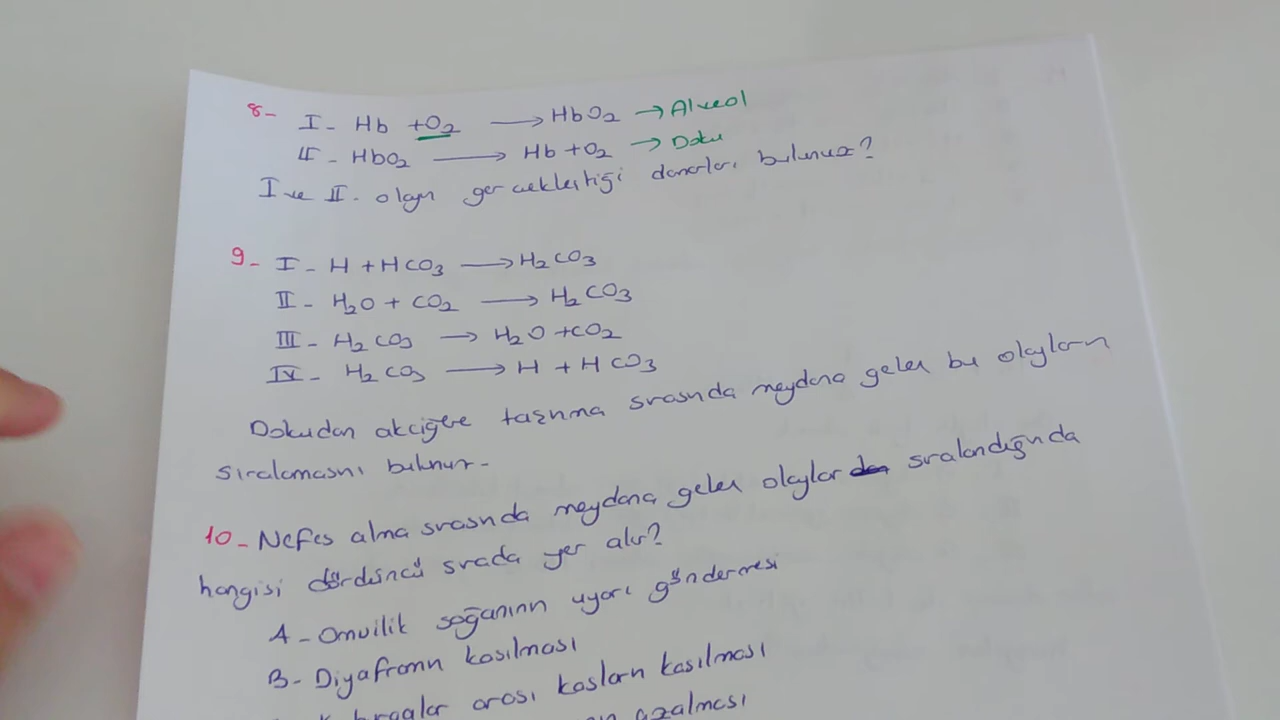 8- I- Hb +O₂ → HbO₂ → Alveol
II- HbO₂ → Hb +O₂ → Doku
I ve II. olayın gerçekleştiği damarları bulunuz?
9- I- H + HCO₃ → H₂CO₃
II- H₂O + CO₂ → H₂CO₃
III- H₂CO₃ → H₂O +CO₂
IV- H₂CO₃ → H + HCO₃
Dokudan akciğere taşınma sırasında meydana gelen bu olayların
sıralamasını bulunuz-
10- Nefes alma sırasında meydana gelen olaylar sıralandığında
hangisi dördüncü sırada yer alır?
A- Omurilik soğanının uyarı göndermesi
B- Diyaframın kasılması
arası kasların kasılması
azalması